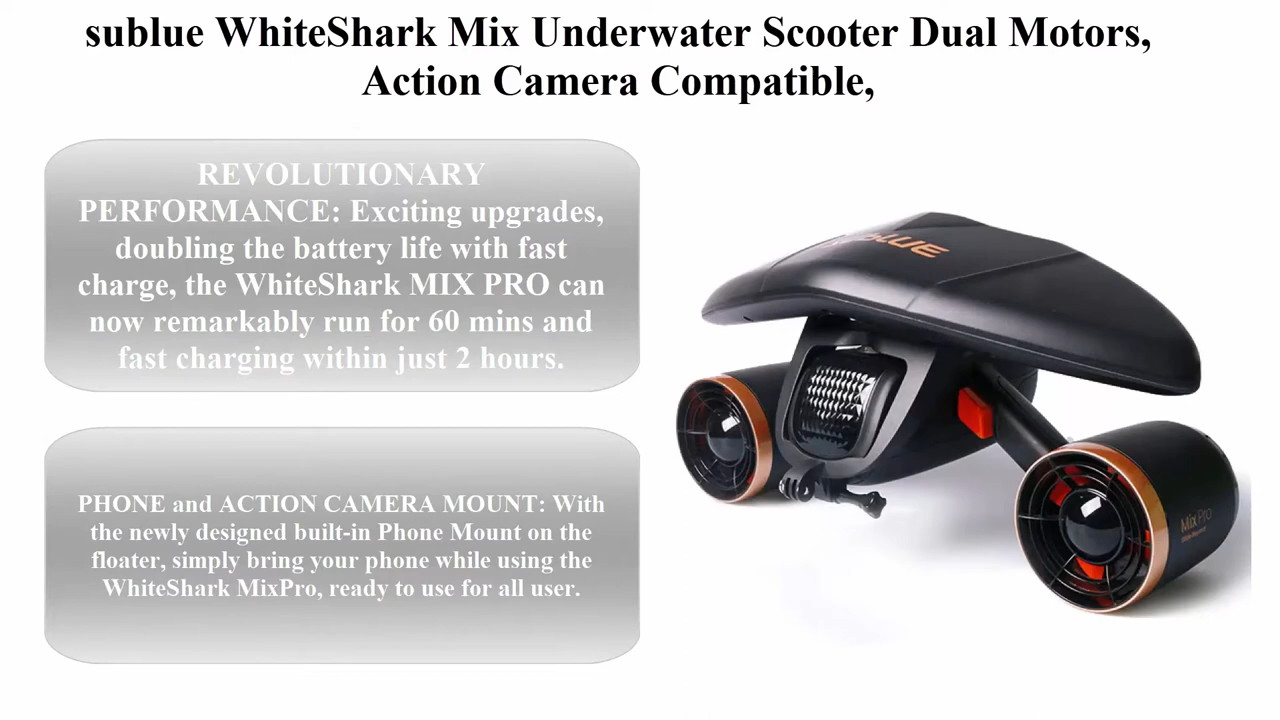 sublue WhiteShark Mix Underwater Scooter Dual Motors,
Action Camera Compatible,
REVOLUTIONARY
PERFORMANCE: Exciting upgrades,
doubling the battery life with fast
charge, the WhiteShark MIX PRO can
now remarkably run for 60 mins and
fast charging within just 2 hours.
PHONE and ACTION CAMERA MOUNT: With
the newly designed built-in Phone Mount on the
floater, simply bring your phone while using the
WhiteShark MixPro, ready to use for all user.
Mix Pro